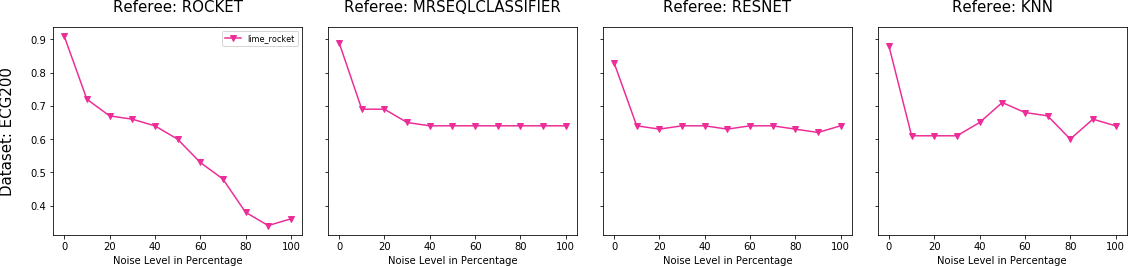 Referee: ROCKET
Referee: MRSEQLCLASSIFIER
Referee: RESNET
Referee: KNN
Dataset: ECG200
0.9
0.8
0.7
0.6
0.5
0.4
lime_rocket
0 20 40 60 80 100
0 20 40 60 80 100
0 20 40 60 80 100
0 20 40 60 80 100
Noise Level in Percentage
Noise Level in Percentage
Noise Level in Percentage
Noise Level in Percentage